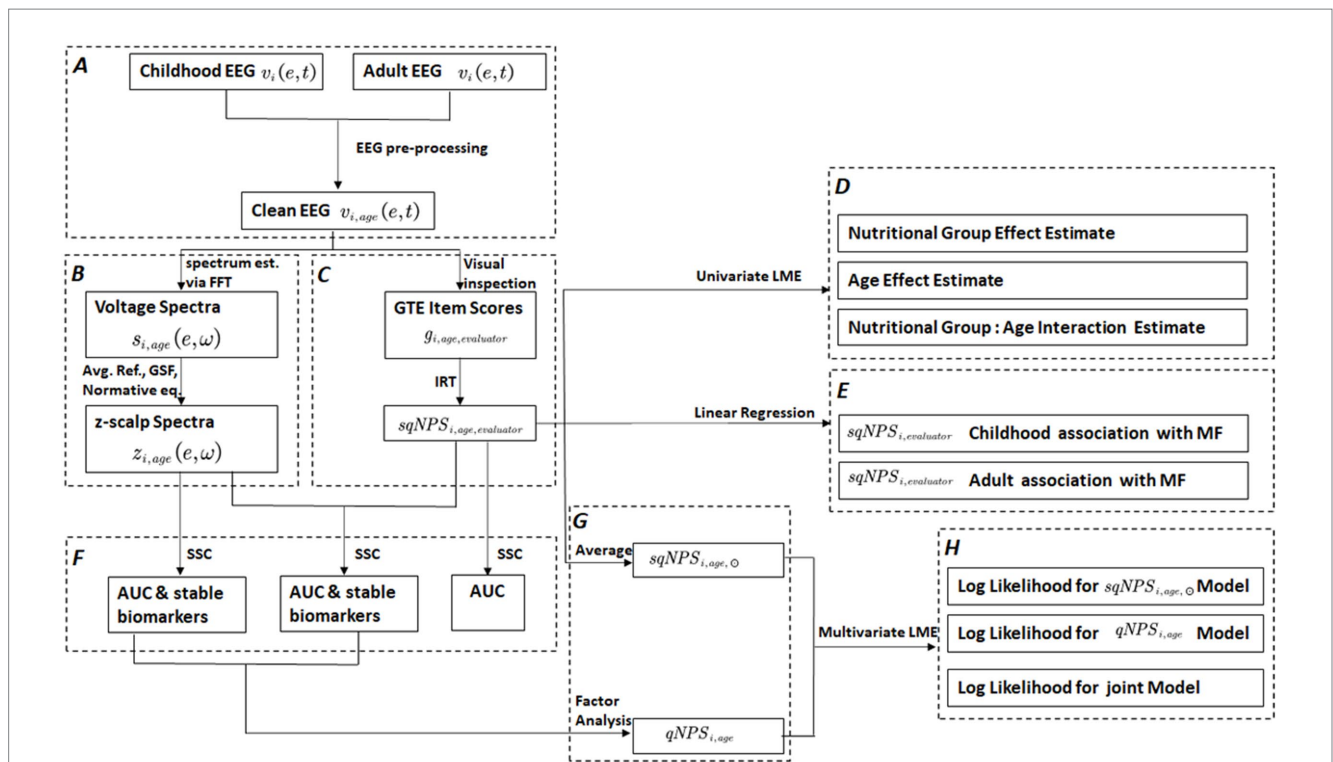 A
Childhood EEG v_i(e,t)
Adult EEG v_i(e,t)
EEG pre-processing
Clean EEG v_{i,age}(e,t)
B
spectrum est.
via FFT
Voltage Spectra
s_{i,age}(e,ω)
Avg. Ref., GSF,
Normative eq.
z-scalp Spectra
z_{i,age}(e,ω)
C
Visual
inspection
GTE Item Scores
g_{i,age,evaluator}
IRT
sqNPS_{i,age,evaluator}
Univariate LME
D
Nutritional Group Effect Estimate
Age Effect Estimate
Nutritional Group : Age Interaction Estimate
Linear Regression
E
sqNPS_{i,evaluator} Childhood association with MF
sqNPS_{i,evaluator} Adult association with MF
F
SSC
SSC
SSC
AUC & stable
biomarkers
AUC & stable
biomarkers
AUC
G
Average
sqNPS_{i,age,⊙}
Factor
Analysis
qNPS_{i,age}
Multivariate LME
H
Log Likelihood for sqNPS_{i,age,⊙} Model
Log Likelihood for qNPS_{i,age} Model
Log Likelihood for joint Model